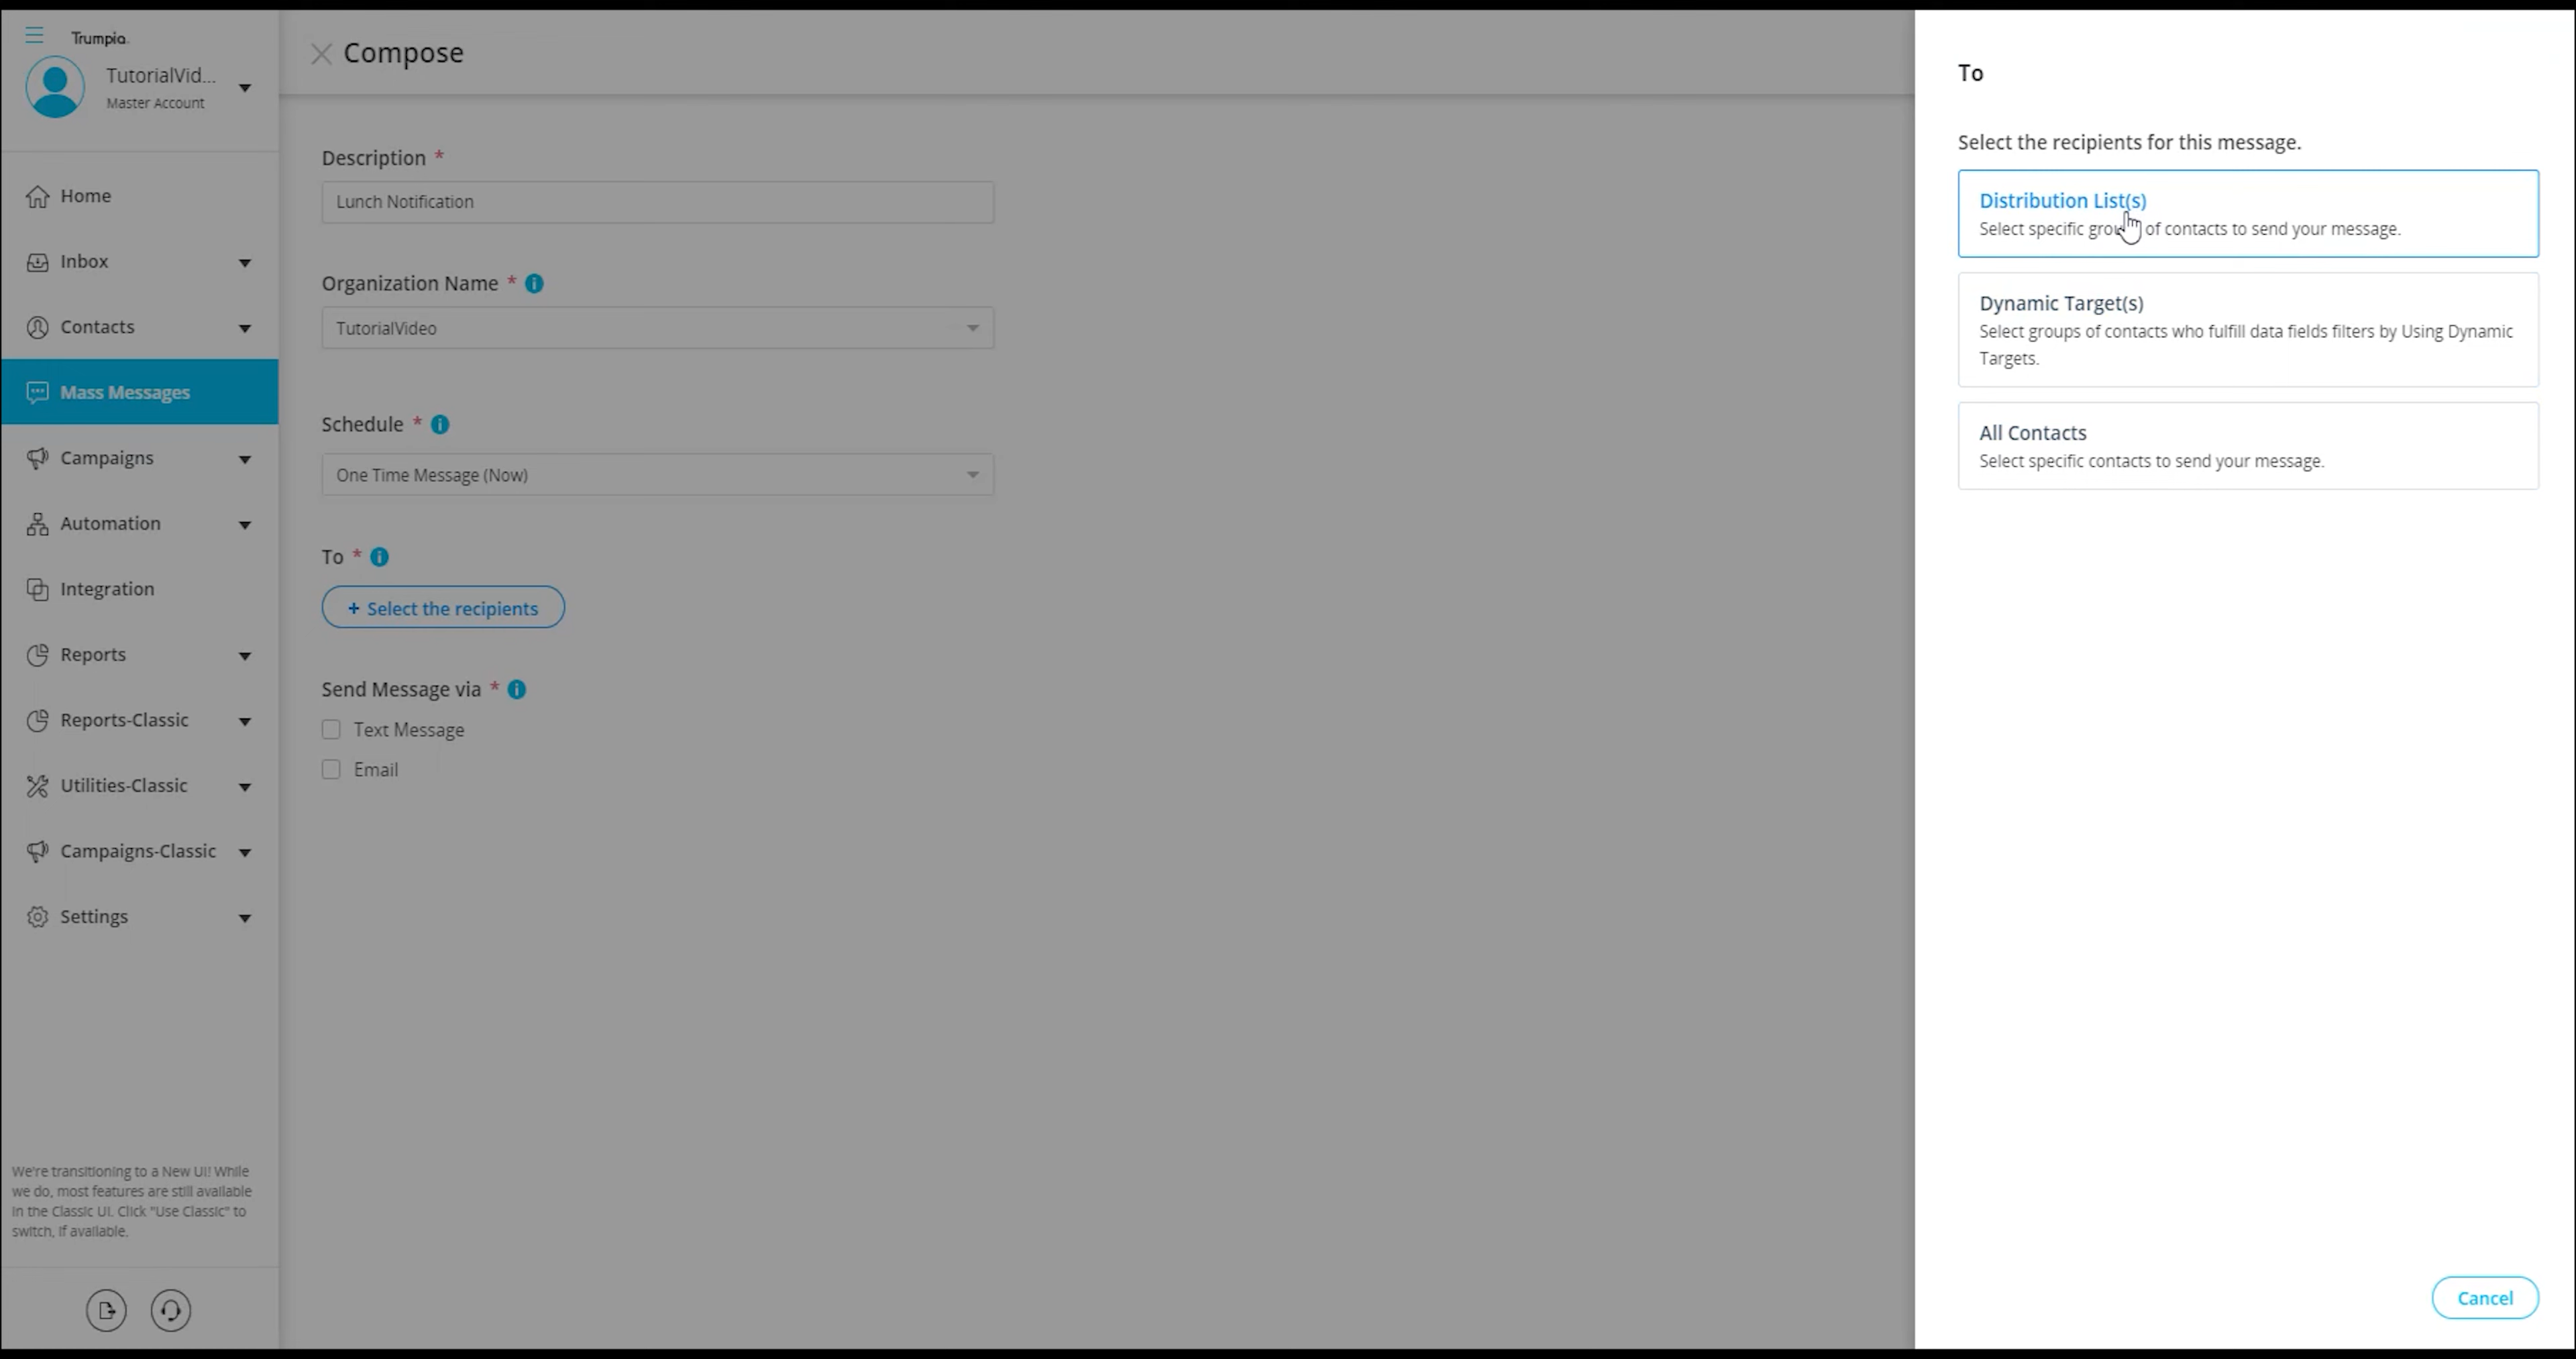 Trumpia.
TutorialVid...
Master Account
Home
Inbox
Contacts
Mass Messages
Campaigns
Automation
Integration
Reports
Reports-Classic
Utilities-Classic
Campaigns-Classic
Settings
We're transitioning to a New UI! While
we do, most features are still available
in the Classic UI. Click "Use Classic" to
switch, if available.
Compose
Description *
Lunch Notification
Organization Name *
TutorialVideo
Schedule *
One Time Message (Now)
To *
+ Select the recipients
Send Message via *
Text Message
Email
To
Select the recipients for this message.
Distribution List(s)
Select specific of contacts to send your message.
Dynamic Target(s)
Select groups of contacts who fulfill data fields filters by Using Dynamic
Targets.
All Contacts
Select specific contacts to send your message.
Cancel